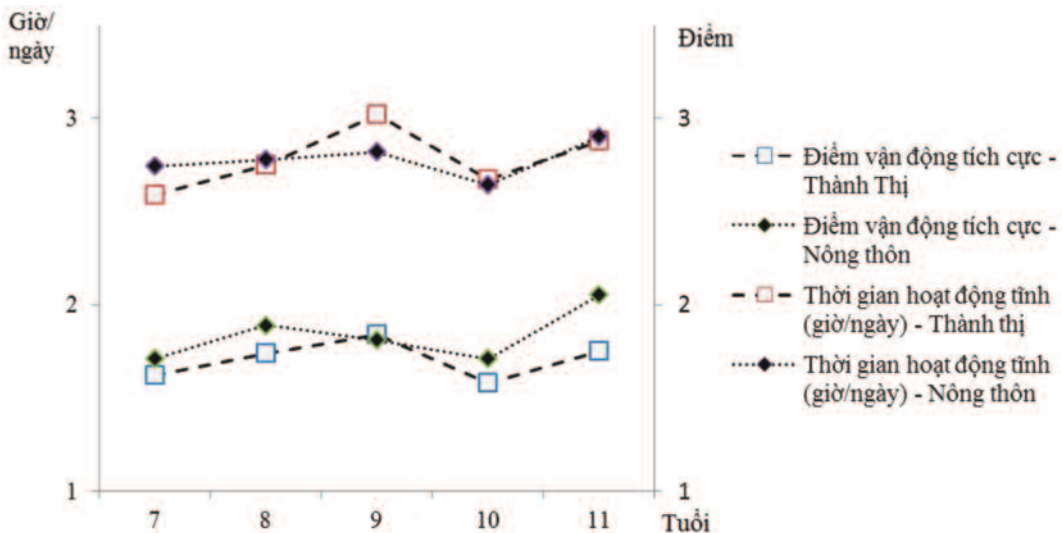 Giờ/
ngày
Điểm
3
3
2
2
1
1
7
8
9
10
11
Tuổi
Điểm vận động tích cực -
Thành Thị
Điểm vận động tích cực -
Nông thôn
Thời gian hoạt động tĩnh
(giờ/ngày) - Thành thị
Thời gian hoạt động tĩnh
(giờ/ngày) - Nông thôn